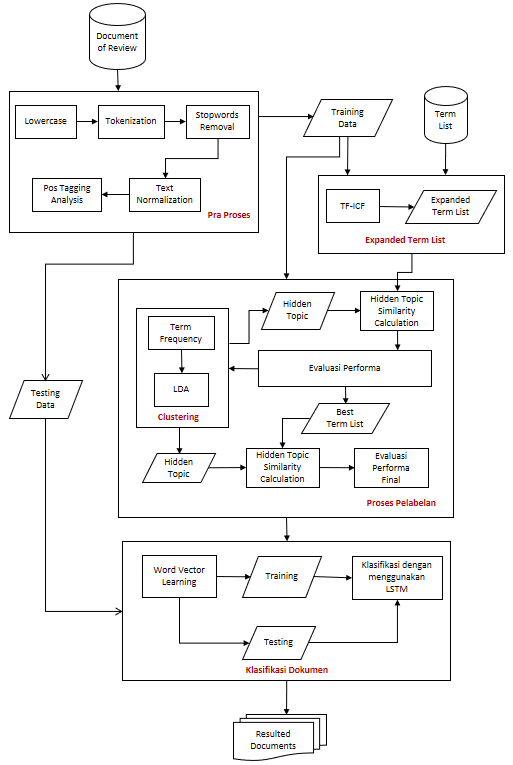 Document
of Review
Lowercase
Tokenization
Stopwords
Removal
Pos Tagging
Analysis
Text
Normalization
Pra Proses
Training
Data
Term
List
TF-ICF
Expanded
Term List
Expanded Term List
Term
Frequency
LDA
Clustering
Hidden
Topic
Hidden Topic
Similarity
Calculation
Evaluasi Performa
Best
Term List
Hidden
Topic
Hidden Topic
Similarity
Calculation
Evaluasi
Performa
Final
Proses Pelabelan
Testing
Data
Word Vector
Learning
Training
Klasifikasi dengan
menggunakan
LSTM
Testing
Klasifikasi Dokumen
Resulted
Documents